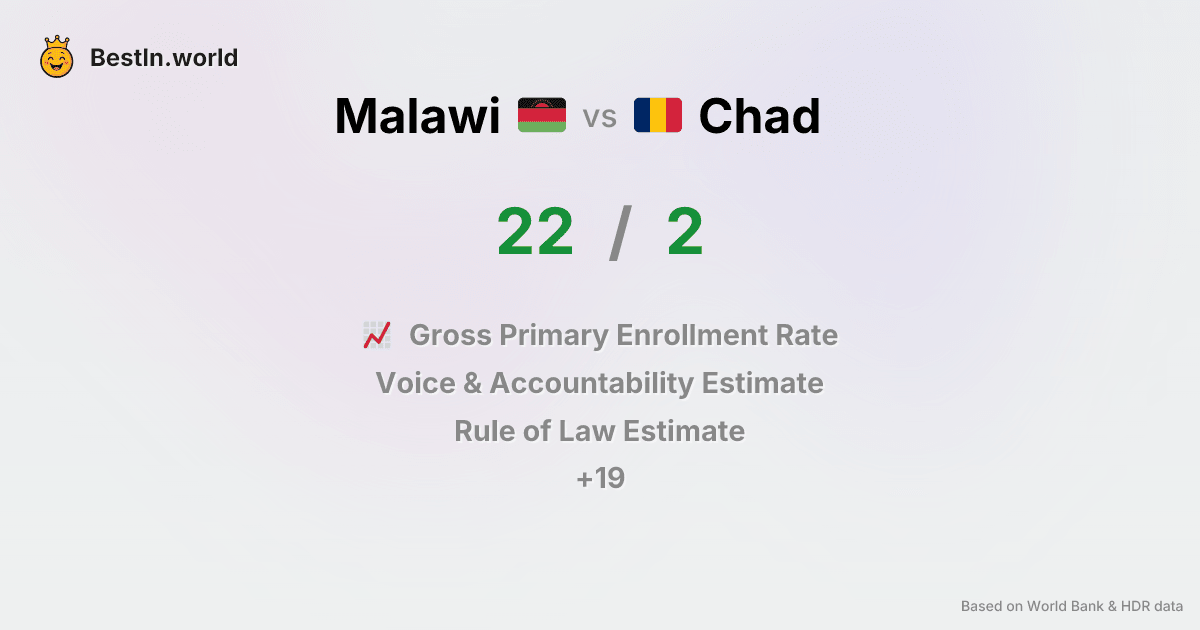 BestIn.world
Malawi vs Chad
22 / 2
Gross Primary Enrollment Rate
Voice & Accountability Estimate
Rule of Law Estimate
+19
Based on World Bank & HDR data